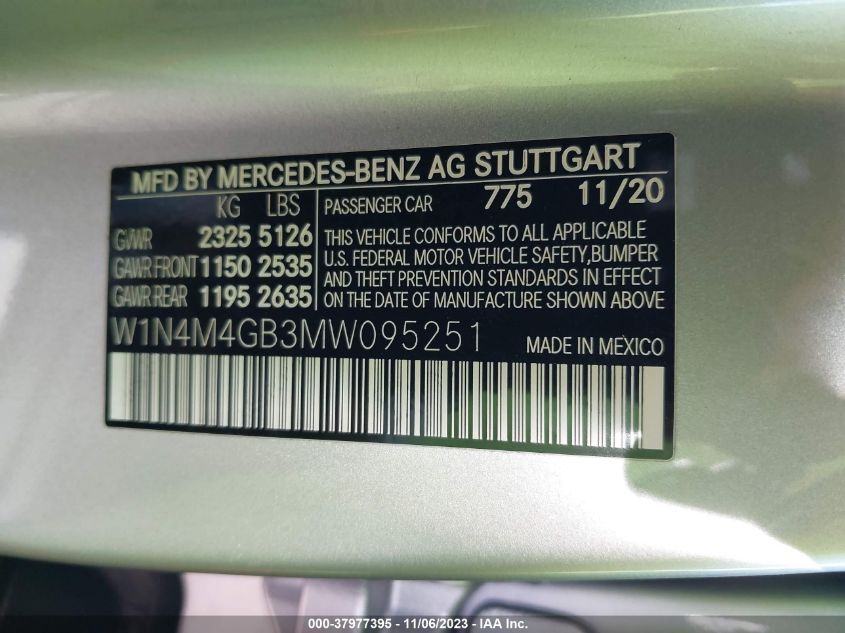 MFD BY MERCEDES-BENZ AG STUTTGART
KG LBS
GVWR 2325 5126
GAWR FRONT 1150 2535
GAWR REAR 1195 2635
PASSENGER CAR 775 11/20
THIS VEHICLE CONFORMS TO ALL APPLICABLE
U.S. FEDERAL MOTOR VEHICLE SAFETY,BUMPER
AND THEFT PREVENTION STANDARDS IN EFFECT
ON THE DATE OF MANUFACTURE SHOWN ABOVE
W1N4M4GB3MW095251
MADE IN MEXICO
000-37977395 - 11/06/2023 - IAA Inc.